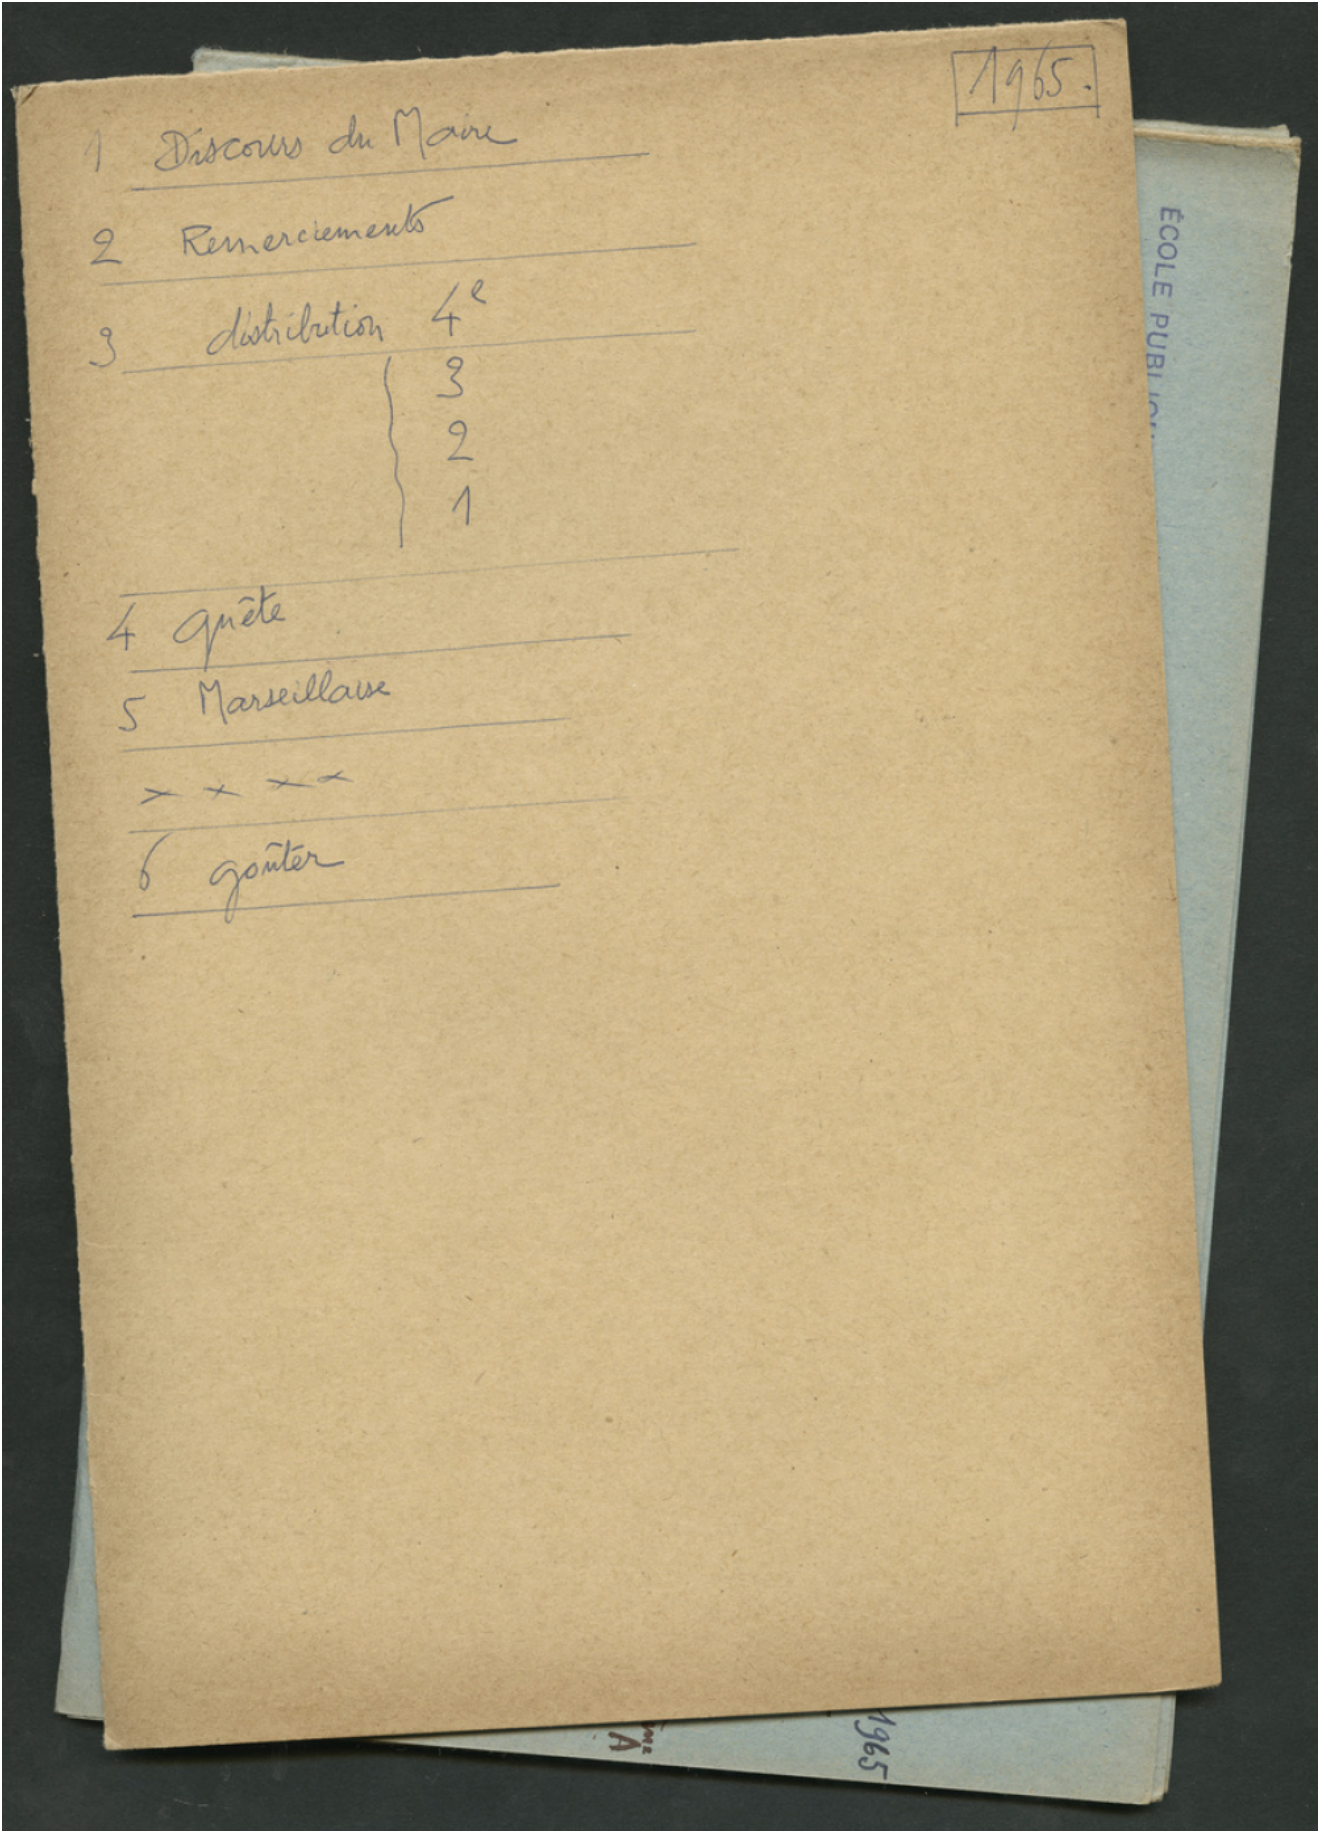 1965.
1 Discours du Maire
2 Remerciements
3 distribution 4e
3
2
1
4 quête
5 Marseillaise
x x x x
6 goûter
ÉCOLE PUBLIQU
1965
A